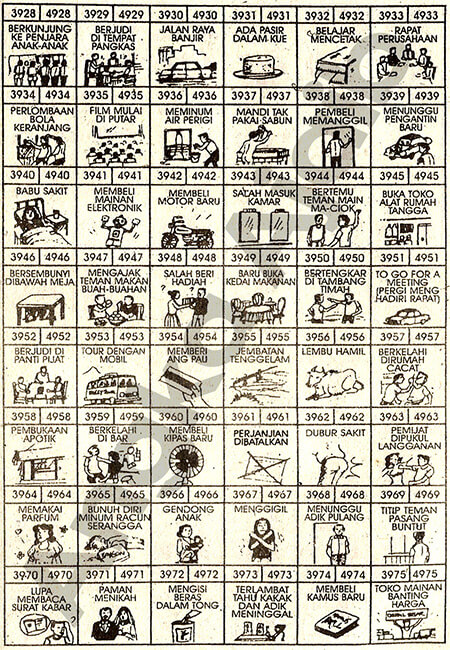 3928 4928 3929 4929 3930 4930 3931 4931 3932 4932 3933 4933
BERKUNJUNG KE PENJARA ANAK-ANAK
BERJUDI DI TEMPAT PANGKAS
JALAN RAYA BANJIR
ADA PASIR DALAM KUE
BELAJAR MENCETAK
RAPAT PERUSAHAAN
3934 4934 3935 4935 3936 4936 3937 4937 3938 4938 3939 4939
PERLOMBAAN BOLA KERANJANG
FILM MULAI DI PUTAR
MEMINUM AIR PERIGI
MANDI TAK PAKAI SABUN
PEMBELI MEMANGGIL
MENUNGGU PENGANTIN BARU
3940 4940 3941 4941 3942 4942 3943 4943 3944 4944 3945 4945
BABU SAKIT
MEMBELI MAINAN ELEKTRONIK
MEMBELI MOTOR BARU
SALAH MASUK KAMAR
BERTEMU TEMAN MAIN MA-CIOK
BUKA TOKO ALAT RUMAH TANGGA
3946 4946 3947 4947 3948 4948 3949 4949 3950 4950 3951 4951
BERSEMBUNYI DIBAWAH MEJA
MENGAJAK TEMAN MAKAN BUAH-BUAHAN
SALAH BERI HADIAH
BARU BUKA KEDAI MAKANAN
BERTENGKAR DI TAMBANG TIMAH
TO GO FOR A MEETING (PERGI MENG HADIRI RAPAT)
3952 4952 3953 4953 3954 4954 3955 4955 3956 4956 3957 4957
BERJUDI DI PANTI PIJAT
TOUR DENGAN MOBIL
MEMBERI ANG PAU
JEMBATAN TENGGELAM
LEMBU HAMIL
BERKELAHI DIRUMAH CACAT
3958 4958 3959 4959 3960 4960 3961 4961 3962 4962 3963 4963
PEMBUKAAN APOTIK
BERKELAHI DI BAR
MEMBELI KIPAS BARU
PERJANJIAN DIBATALKAN
DUBUR SAKIT
PEMIJAT DIPUKUL LANGGANAN
3964 4964 3965 4965 3966 4966 3967 4967 3968 4968 3969 4969
MEMAKAI PARFUM
BUNUH DIRI MINUM RACUN SERANGGA
GENDONG ANAK
MENGGIGIL
MENUNGGU ADIK PULANG
TITIP TEMAN PASANG BUNTUT
3970 4970 3971 4971 3972 4972 3973 4973 3974 4974 3975 4975
LUPA MEMBACA SURAT KABAR
PAMAN MENIKAH
MENGISI BERAS DALAM TONG
TERLAMBAT TAHU KAKAK DAN ADIK MENINGGAL
MEMBELI KAMUS BARU
TOKO MAINAN BANTING HARGA